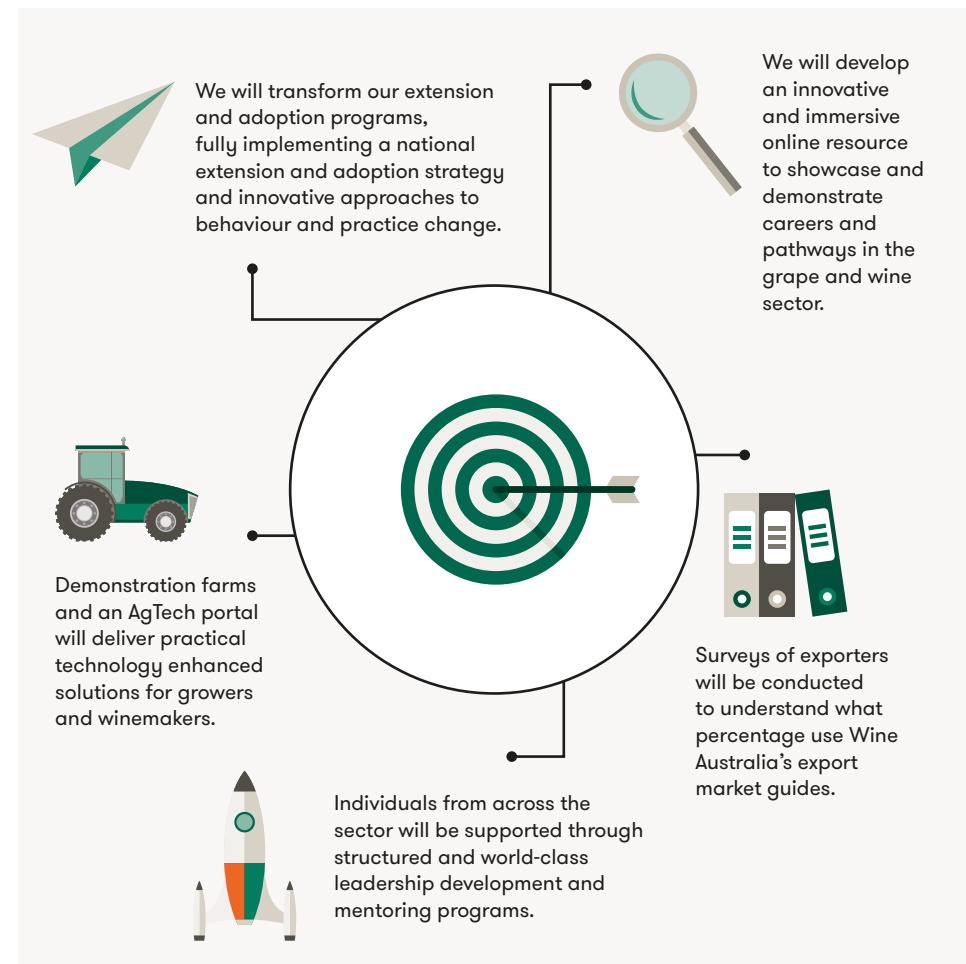 We will transform our extension
and adoption programs,
fully implementing a national
extension and adoption strategy
and innovative approaches to
behaviour and practice change.
We will develop
an innovative
and immersive
online resource
to showcase and
demonstrate
careers and
pathways in the
grape and wine
sector.
Demonstration farms
and an AgTech portal
will deliver practical
technology enhanced
solutions for growers
and winemakers.
Surveys of exporters
will be conducted
to understand what
percentage use Wine
Australia's export
market guides.
Individuals from across the
sector will be supported through
structured and world-class
leadership development and
mentoring programs.